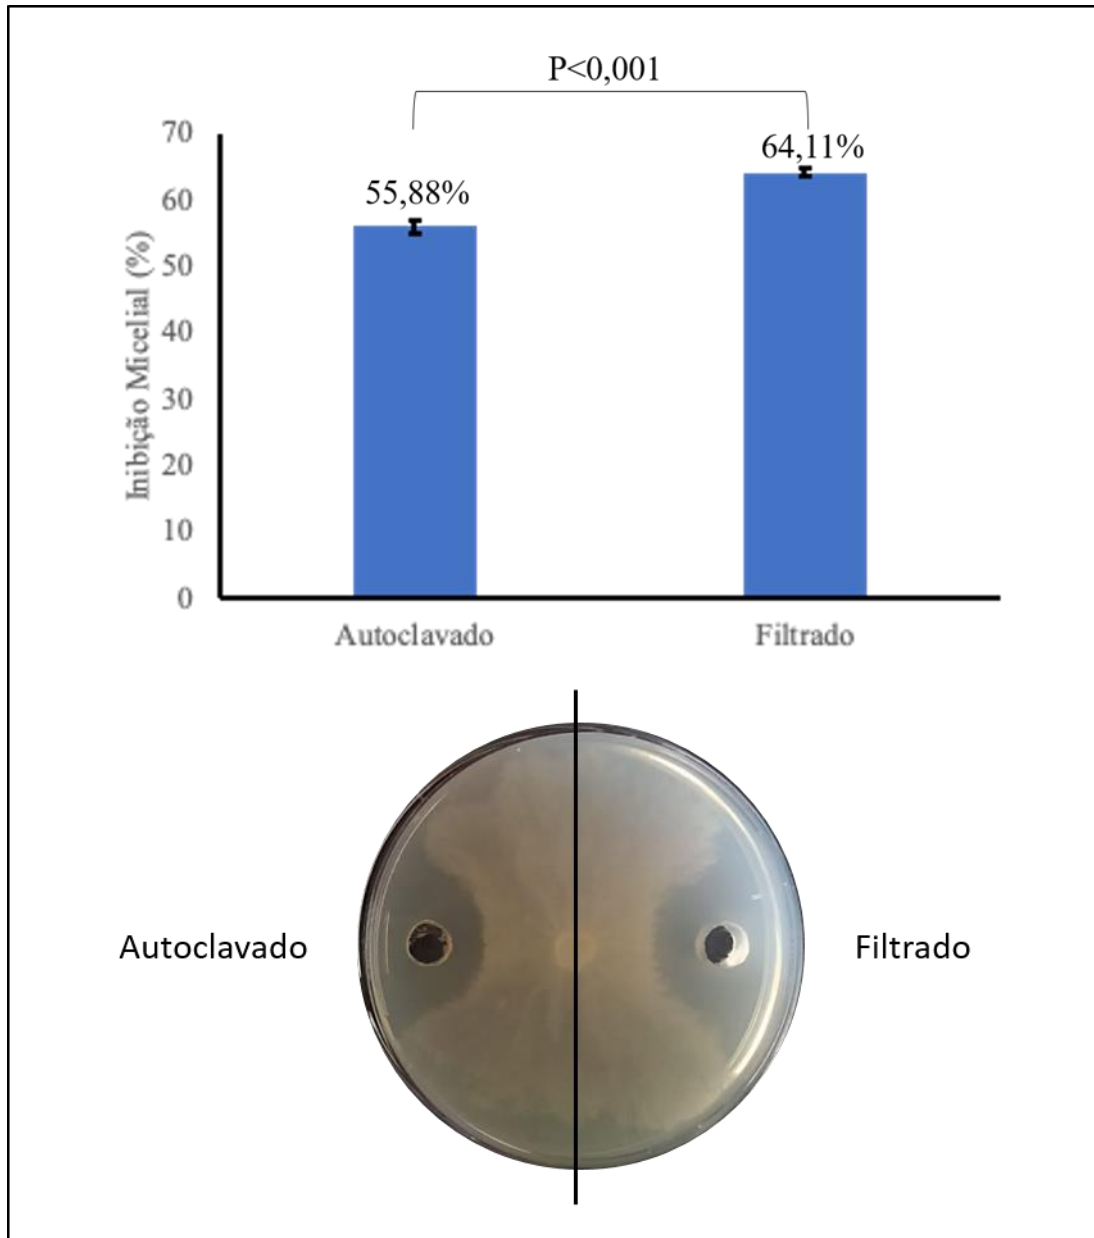 P<0,001
70
60
50
40
30
20
10
0
Inibição Micelial (%)
55,88%
64,11%
Autoclavado
Filtrado
Autoclavado
Filtrado